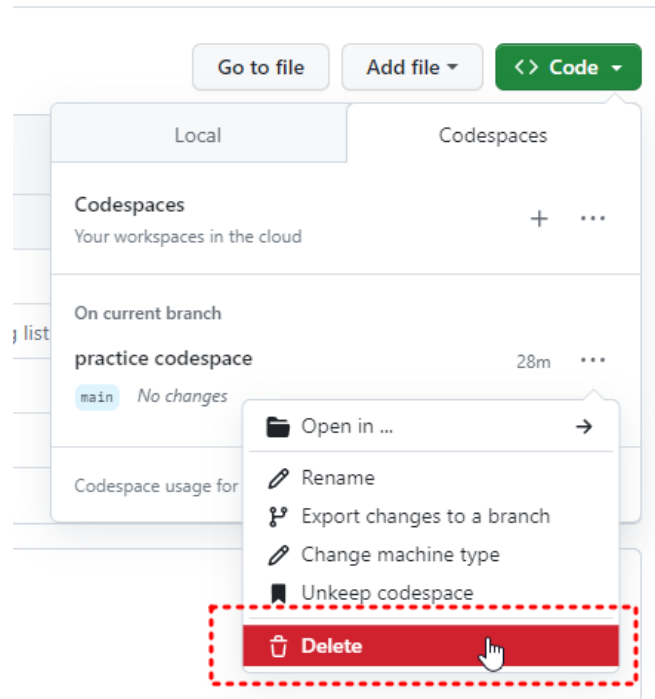 Go to file
Add file
<> Code
Local
Codespaces
Codespaces
Your workspaces in the cloud
On current branch
list
practice codespace
28m
main No changes
Open in ...
Codespace usage for
Rename
Export changes to a branch
Change machine type
Unkeep codespace
Delete